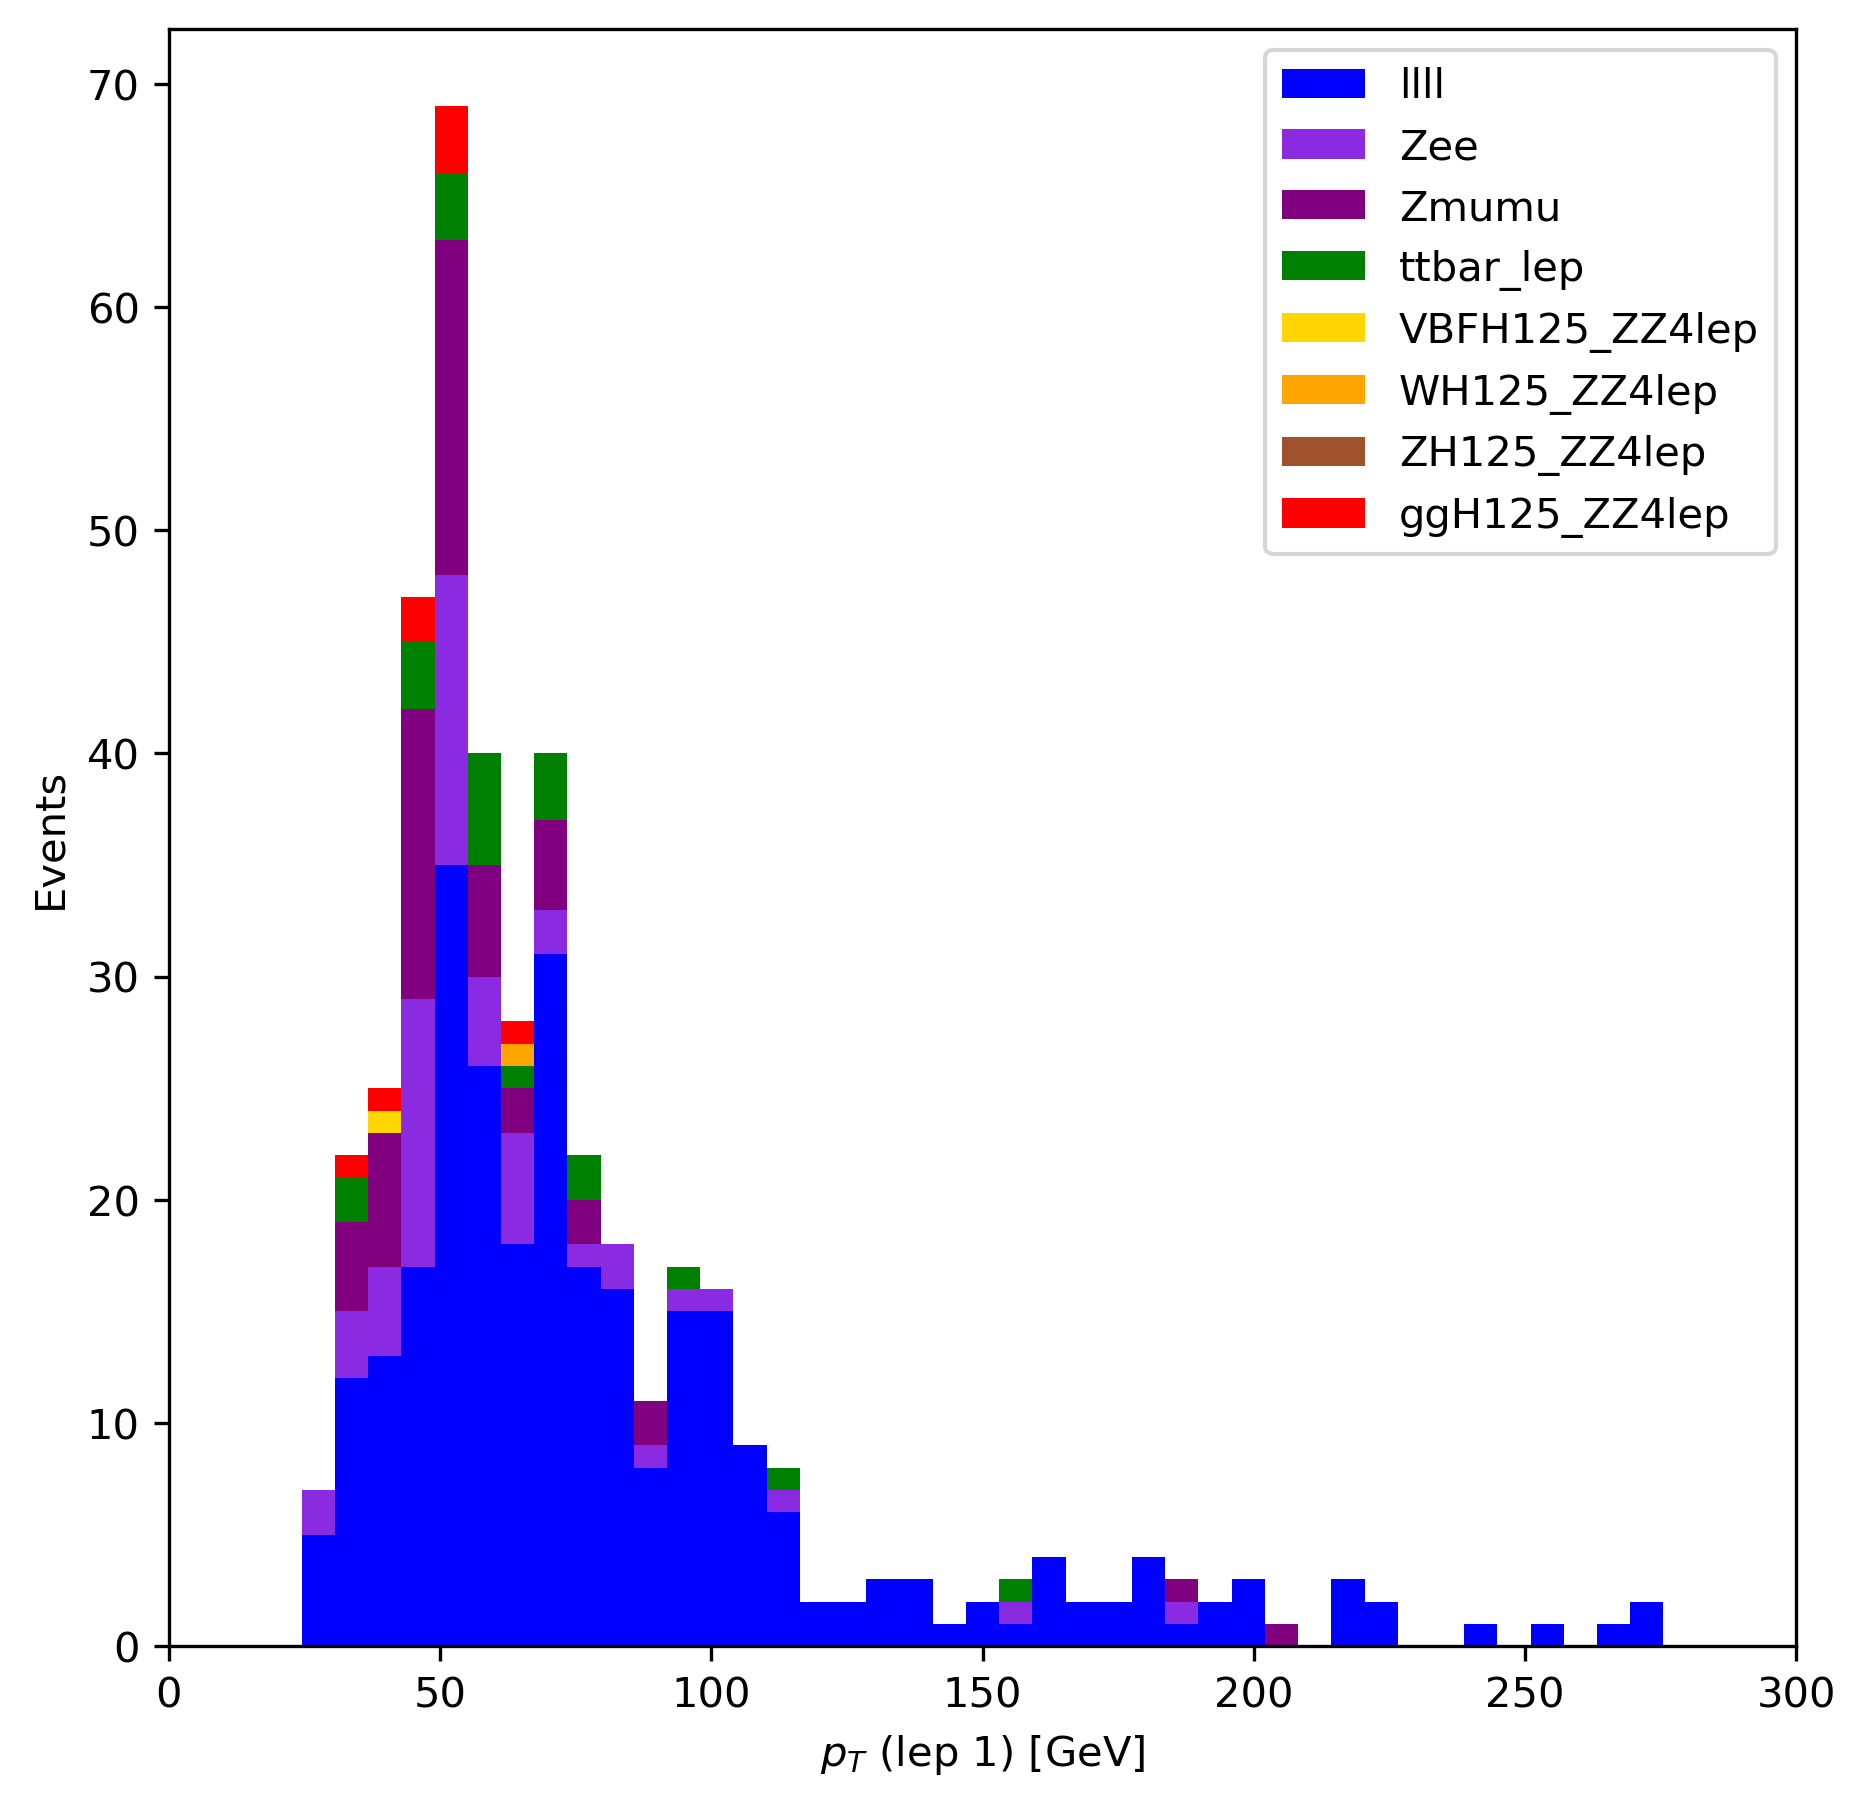 70
60
50
40
30
20
10
0
Events
0 50 100 150 200 250 300
p_T (lep 1) [GeV]
llll
Zee
Zmumu
ttbar_lep
VBFH125_ZZ4lep
WH125_ZZ4lep
ZH125_ZZ4lep
ggH125_ZZ4lep